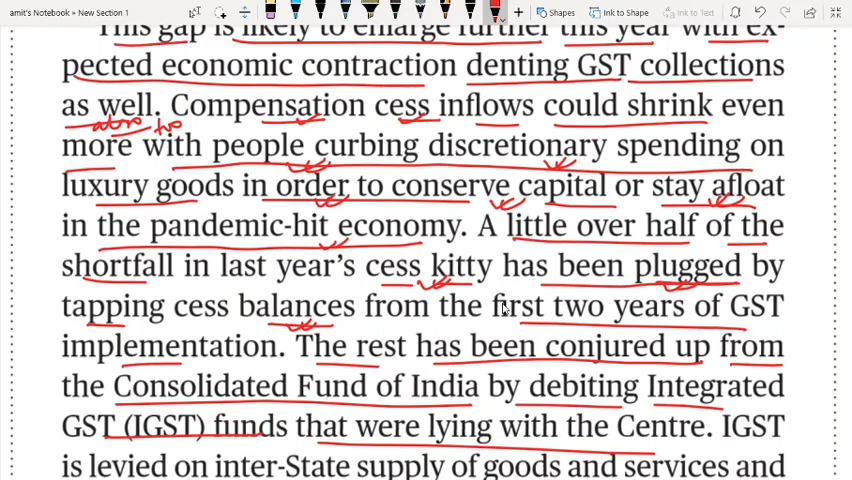 amit's Notebook » New Section 1
Shapes
Ink to Shape
Ink to Text
This gap is likely to enlarge further this year with ex-
pected economic contraction denting GST collections
as well. Compensation cess inflows could shrink even
also too
more with people curbing discretionary spending on
luxury goods in order to conserve capital or stay afloat
in the pandemic-hit economy. A little over half of the
shortfall in last year's cess kitty has been plugged by
tapping cess balances from the first two years of GST
implementation. The rest has been conjured up from
the Consolidated Fund of India by debiting Integrated
GST (IGST) funds that were lying with the Centre. IGST
is levied on inter-State supply of goods and services and